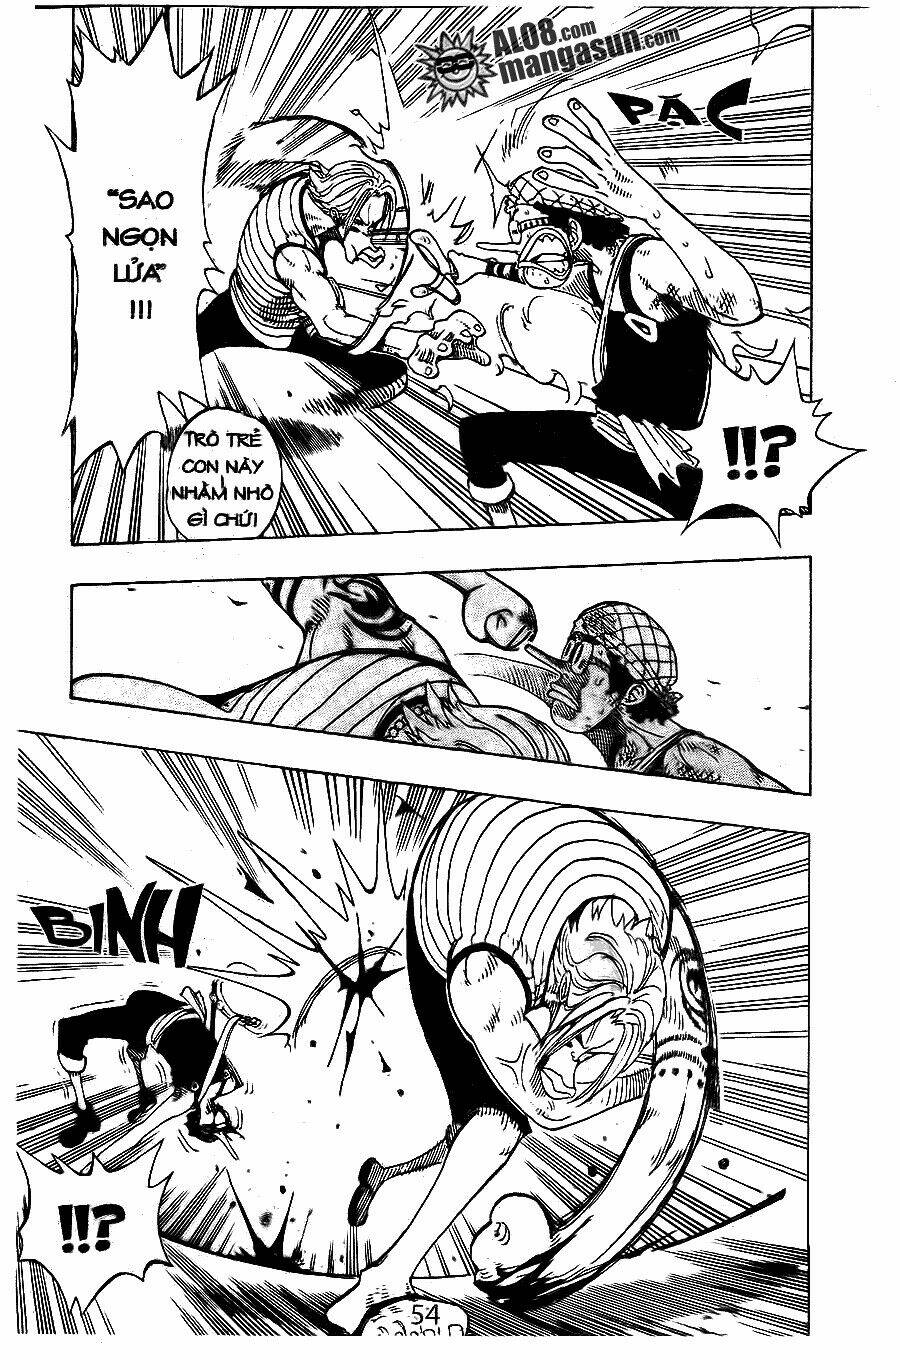 AL08.com
mangasun.com
PẶC
"SAO
NGỌN
LỬA"
!!!
!!?
TRÒ TRẺ
CON NÀY
NHẰM NHÒ
GÌ CHỨ!
BINH
!!?
54